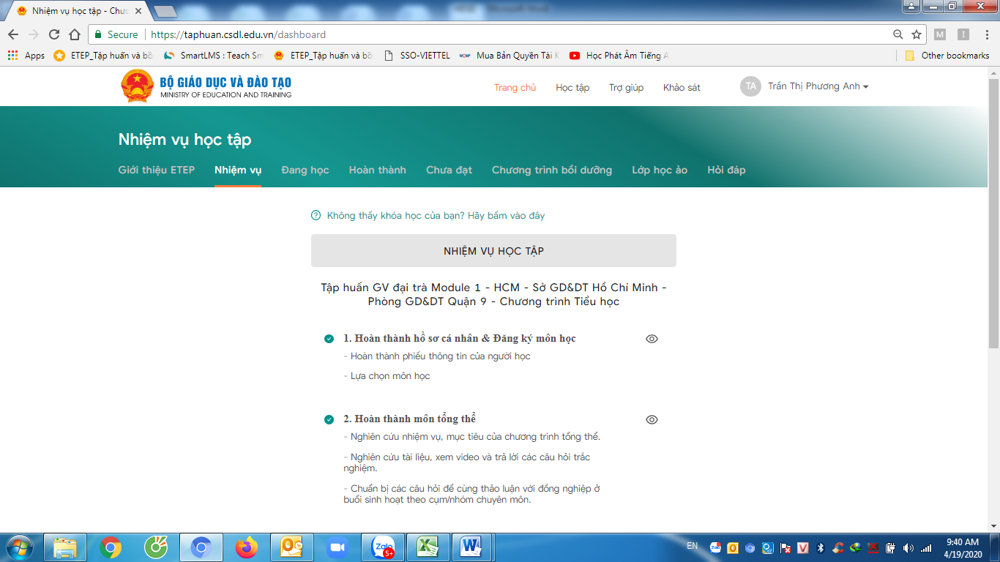 Nhiệm vụ học tập - Chươ
Secure
https://taphuan.csdl.edu.vn/dashboard
M
I
Apps
ETEP_Tập huấn và bồ
SmartLMS : Teach Sm
ETEP_Tập huấn và bồ
SSO-VIETTEL
Mua Bản Quyền Tài K
Học Phát Âm Tiếng A
Other bookmarks
BỘ GIÁO DỤC VÀ ĐÀO TẠO
MINISTRY OF EDUCATION AND TRAINING
Trang chủ
Học tập
Trợ giúp
Khảo sát
TA
Trần Thị Phương Anh
Nhiệm vụ học tập
Giới thiệu ETEP
Nhiệm vụ
Đang học
Hoàn thành
Chưa đạt
Chương trình bồi dưỡng
Lớp học ảo
Hỏi đáp
Không thấy khóa học của bạn? Hãy bấm vào đây
NHIỆM VỤ HỌC TẬP
Tập huấn GV đại trà Module 1 - HCM - Sở GD&DT Hồ Chí Minh -
Phòng GD&DT Quận 9 - Chương trình Tiểu học
1. Hoàn thành hồ sơ cá nhân & Đăng ký môn học
- Hoàn thành phiếu thông tin của người học
- Lựa chọn môn học
2. Hoàn thành môn tổng thể
- Nghiên cứu nhiệm vụ, mục tiêu của chương trình tổng thể.
- Nghiên cứu tài liệu, xem video và trả lời các câu hỏi trắc
nghiệm.
- Chuẩn bị các câu hỏi để cùng thảo luận với đồng nghiệp ở
buổi sinh hoạt theo cụm/nhóm chuyên môn.
Zalo
5+
EN
9:40 AM
4/19/2020